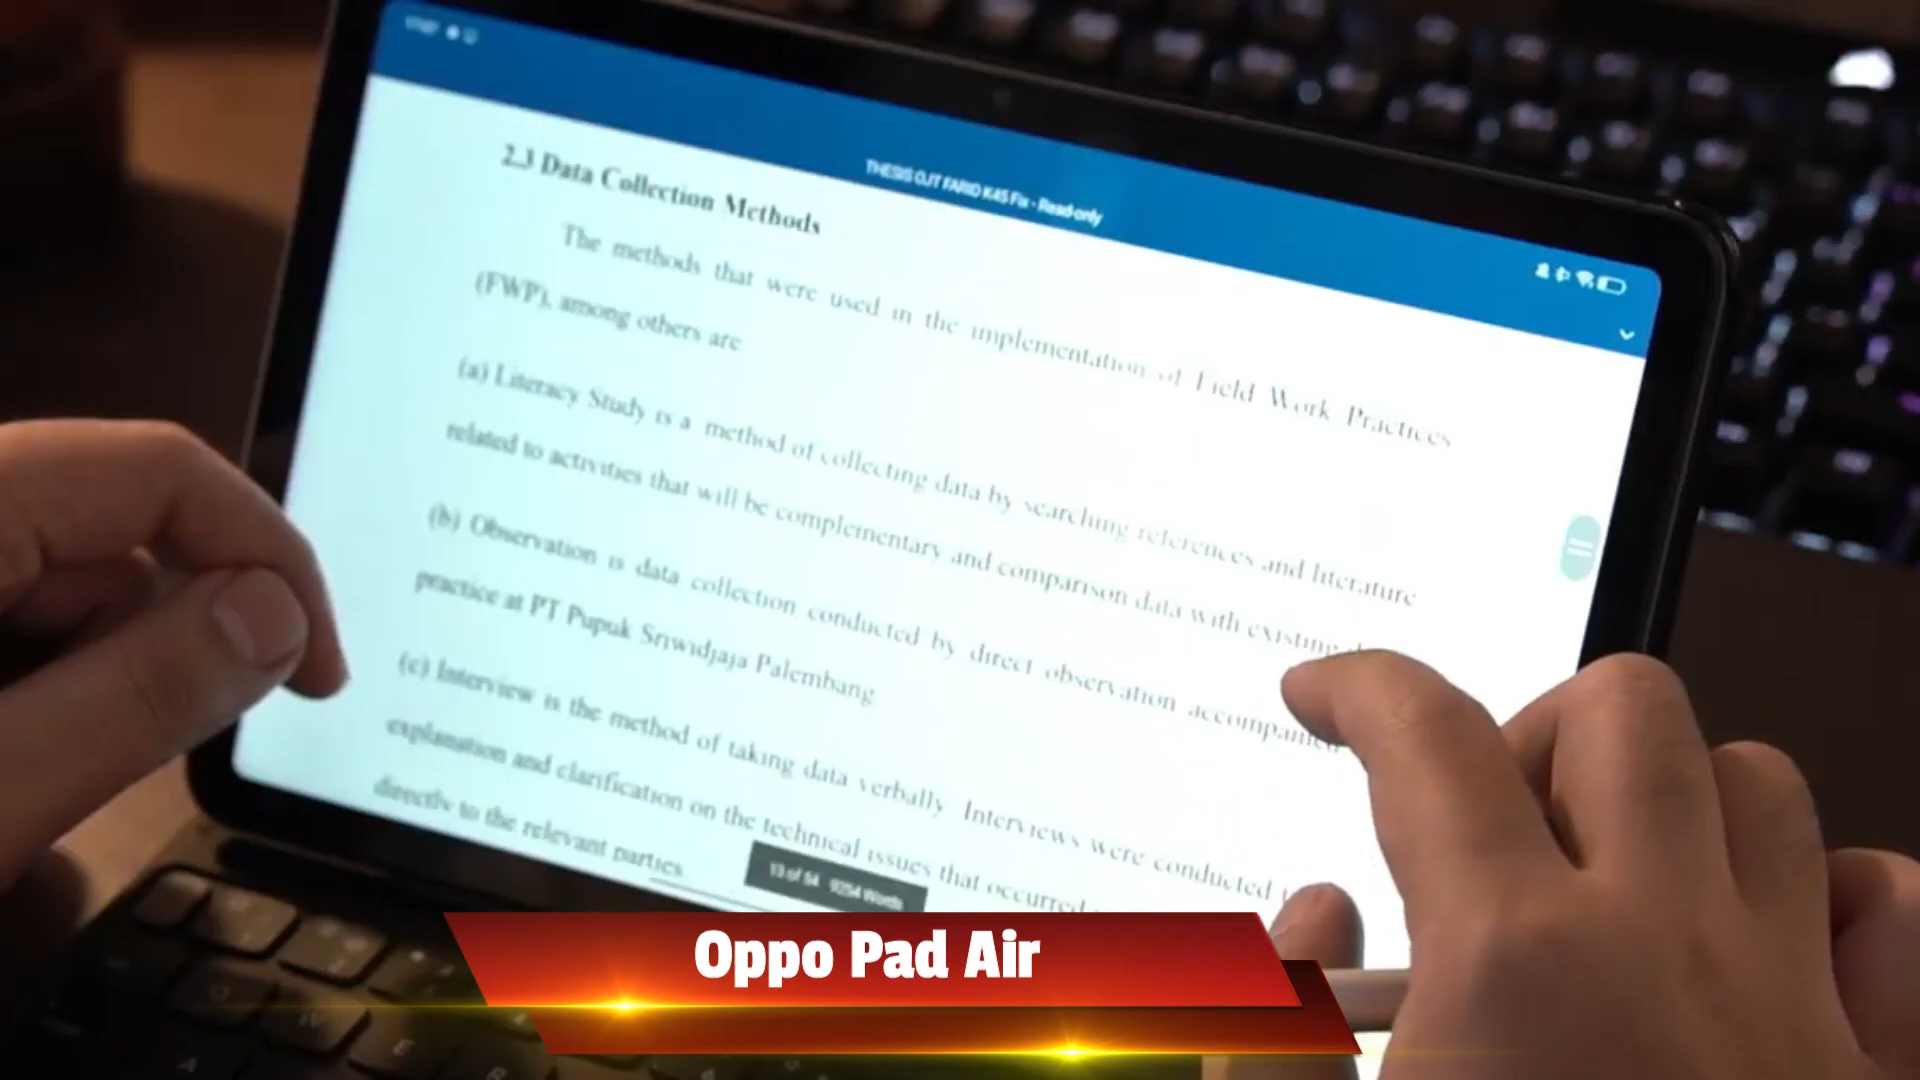 THESIS OJT FARID K45 Fix - Read-only
2.3 Data Collection Methods
The methods that were used in the implementation of Field Work Practices
(FWP), among others are
(a) Literacy Study is a method of collecting data by searching references and literature
related to activities that will be complementary and comparison data with existing
(b) Observation is data collection conducted by direct observation accompanied
practice at PT Pupuk Sriwidjaja Palembang
(c) Interview is the method of taking data verbally Interviews were conducted
explanation and clarification on the technical issues that occurred
directly to the relevant parties
13 of 54 9254 Words
Oppo Pad Air
W
E
R
A